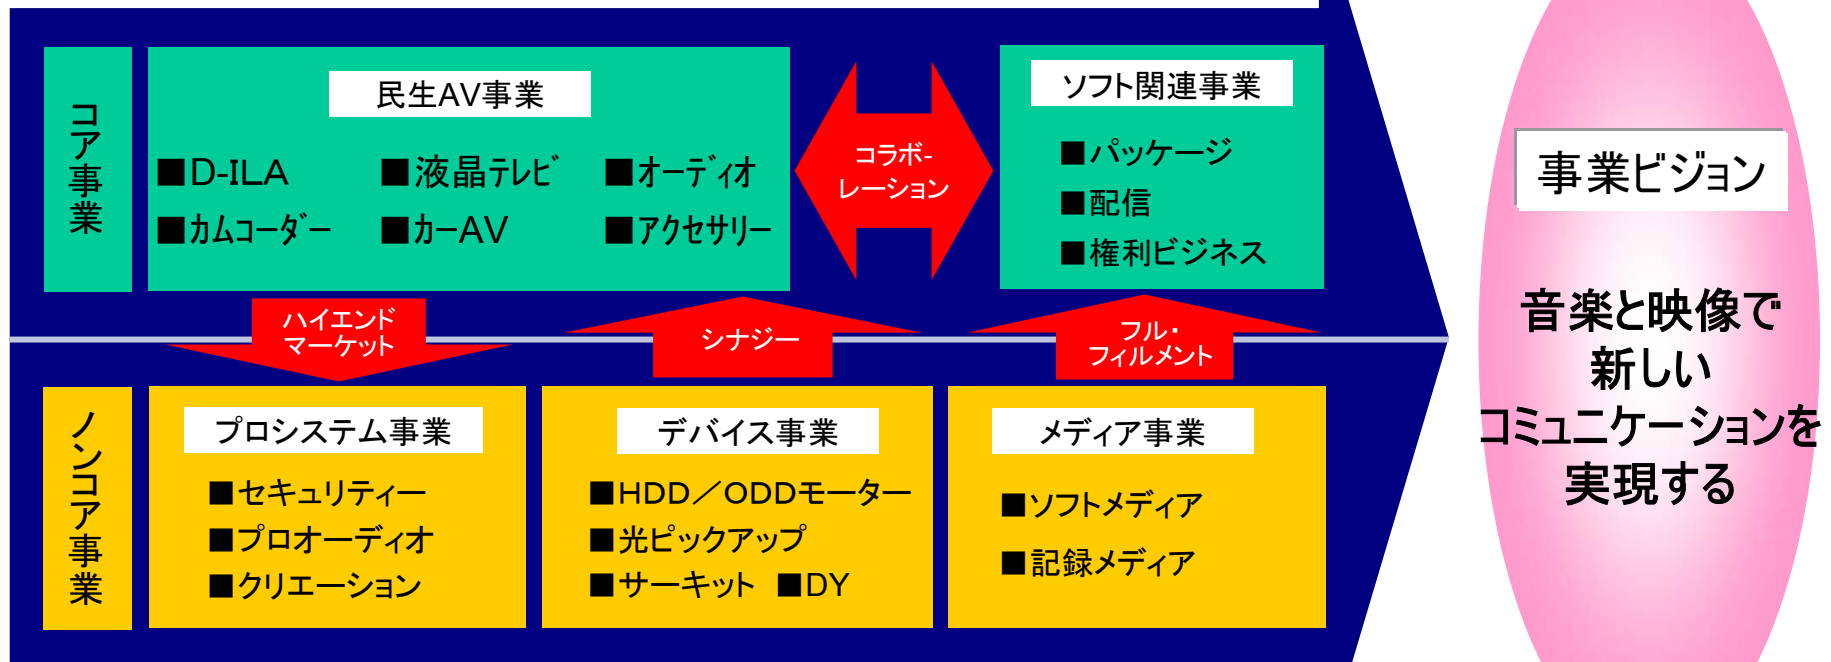 コア事業
民生AV事業
■D-ILA ■液晶テレビ ■オーディオ
■カムコーダー ■カーAV ■アクセサリー
コラボ-
レーション
ソフト関連事業
■パッケージ
■配信
■権利ビジネス
ハイエンド
マーケット
シナジー
フル・
フィルメント
ノンコア事業
プロシステム事業
■セキュリティー
■プロオーディオ
■クリエーション
デバイス事業
■HDD／ODDモーター
■光ピックアップ
■サーキット ■DY
メディア事業
■ソフトメディア
■記録メディア
事業ビジョン
音楽と映像で
新しい
コミュニケーションを
実現する